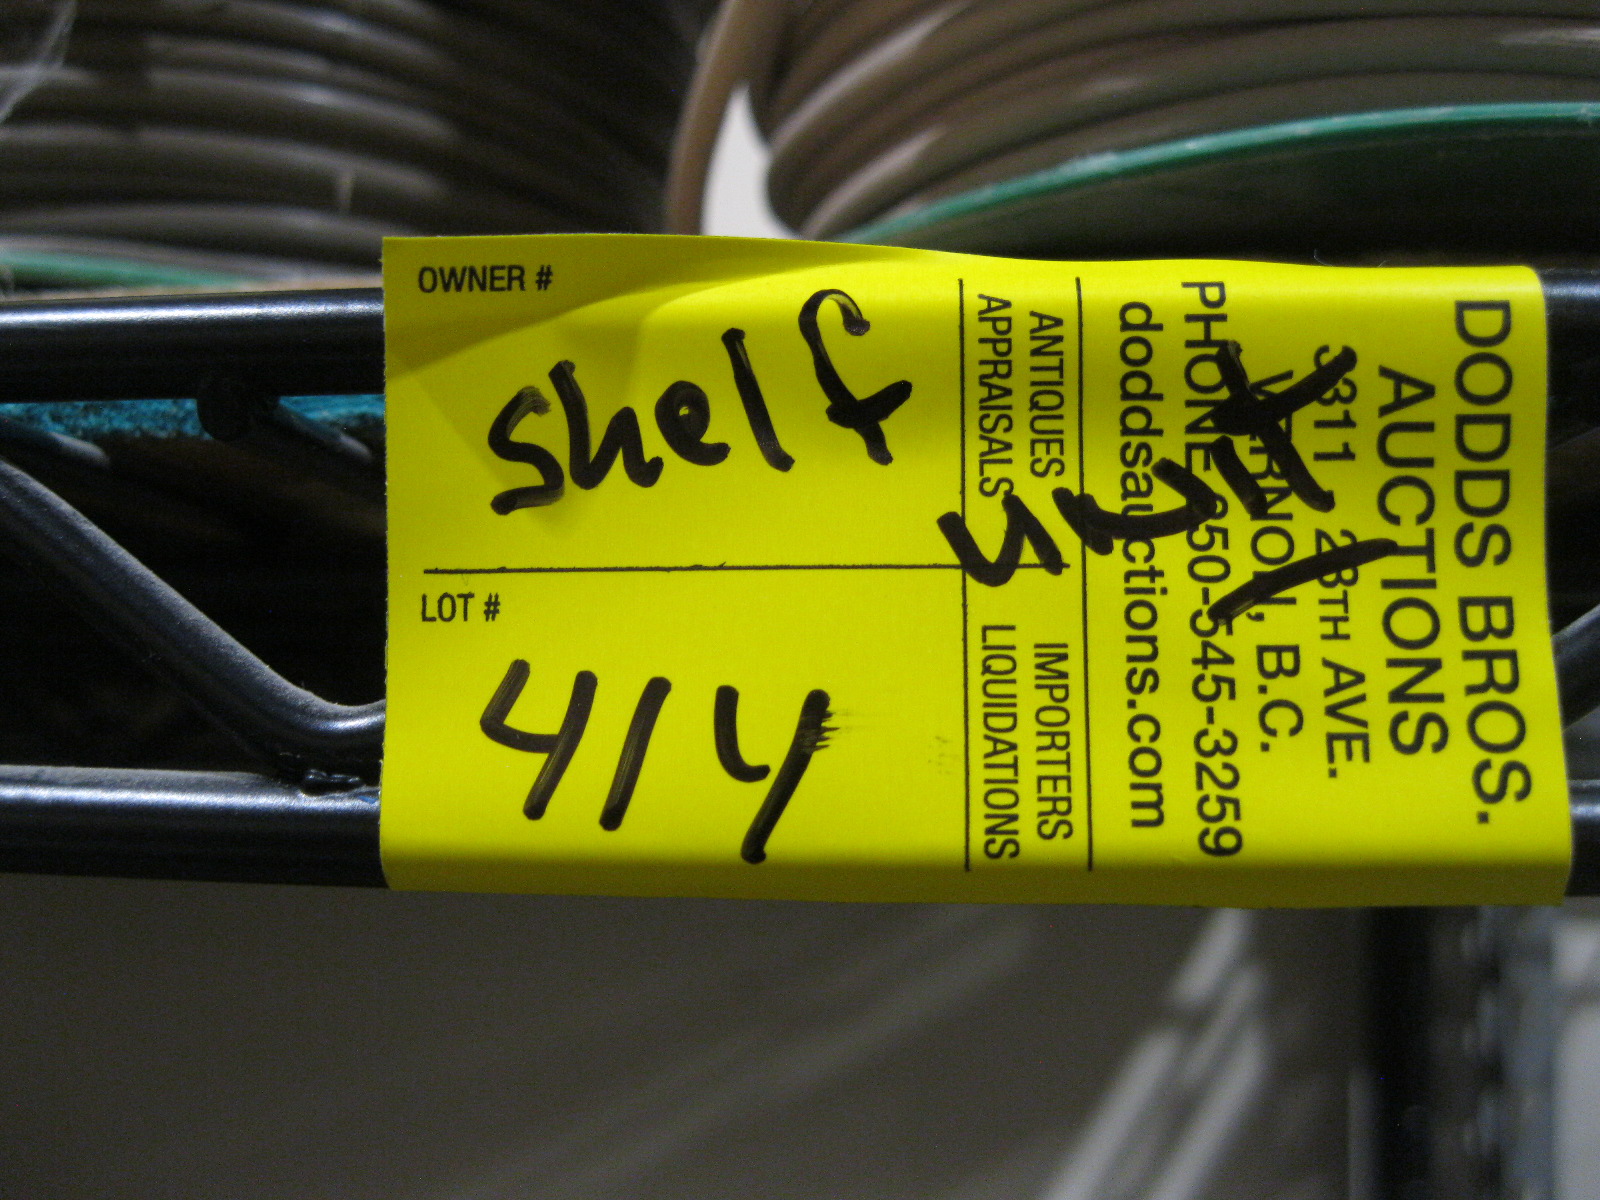 OWNER #
shelf
LOT #
414
ANTIQUES IMPORTERS
APPRAISALS LIQUIDATIONS
DODDS BROS.
AUCTIONS
3311 28TH AVE.
VERNON, B.C.
PHONE 250-545-3259
doddsauctions.com